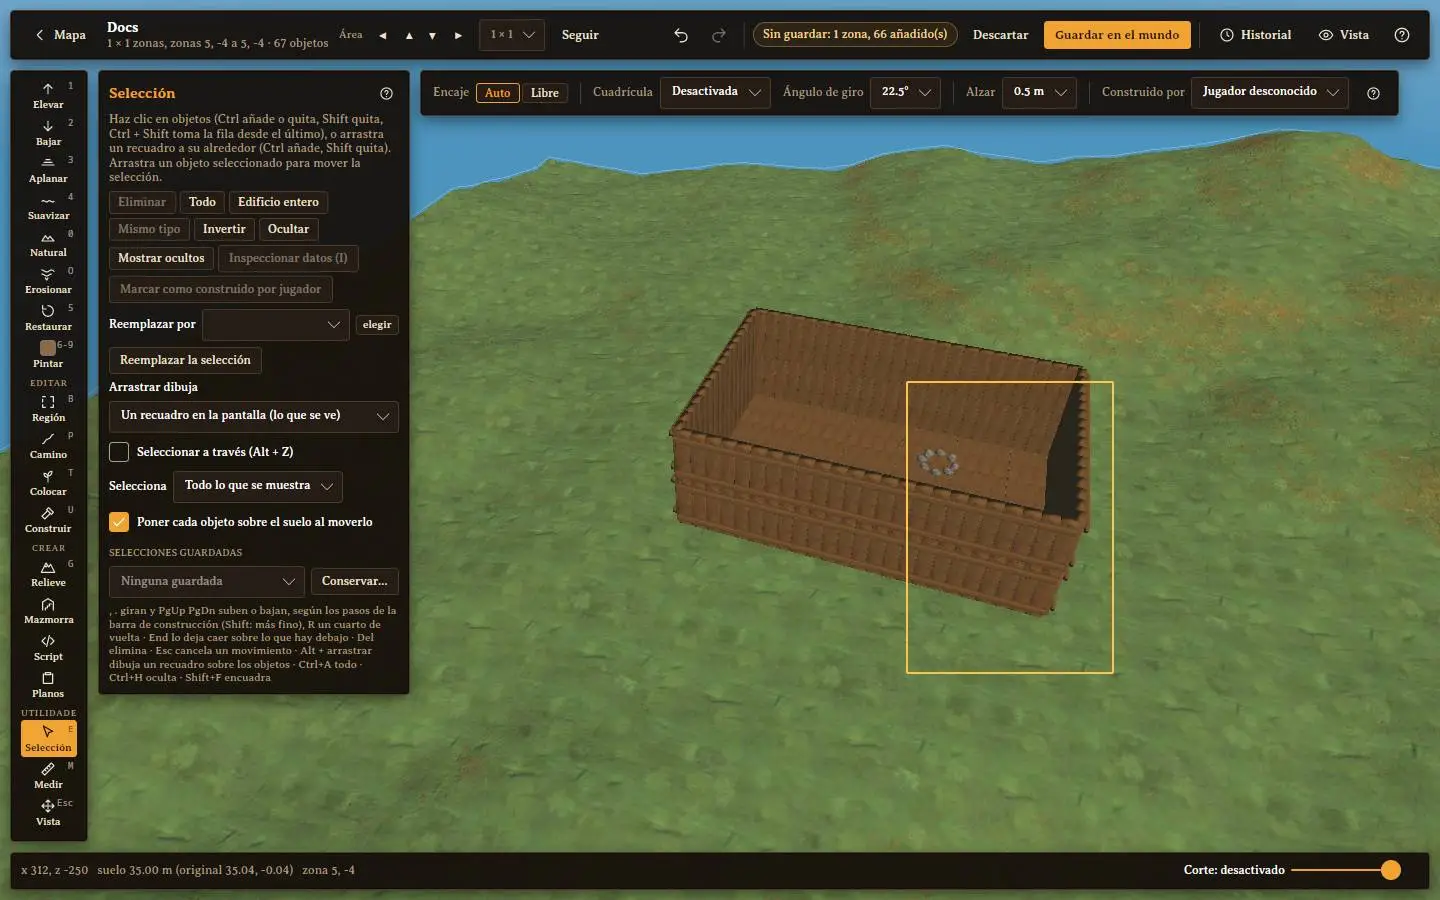 Mapa
Docs
1 × 1 zonas, zonas 5, -4 a 5, -4 · 67 objetos
Área
1 × 1
Seguir
Sin guardar: 1 zona, 66 añadido(s)
Descartar
Guardar en el mundo
Historial
Vista
Encaje
Auto
Libre
Cuadrícula
Desactivada
Ángulo de giro
22.5°
Alzar
0.5 m
Construido por
Jugador desconocido
1
Elevar
2
Bajar
3
Aplanar
4
Suavizar
0
Natural
O
Erosionar
5
Restaurar
6-9
Pintar
EDITAR
B
Región
P
Camino
T
Colocar
U
Construir
CREAR
G
Relieve
Mazmorra
Script
Planos
UTILIDADE
E
Selección
M
Medir
Esc
Vista
Selección
Haz clic en objetos (Ctrl añade o quita, Shift quita,
Ctrl + Shift toma la fila desde el último), o arrastra
un recuadro a su alrededor (Ctrl añade, Shift quita).
Arrastra un objeto seleccionado para mover la
selección.
Eliminar
Todo
Edificio entero
Mismo tipo
Invertir
Ocultar
Mostrar ocultos
Inspeccionar datos (I)
Marcar como construido por jugador
Reemplazar por
elegir
Reemplazar la selección
Arrastrar dibuja
Un recuadro en la pantalla (lo que se ve)
Seleccionar a través (Alt + Z)
Selecciona
Todo lo que se muestra
Poner cada objeto sobre el suelo al moverlo
SELECCIONES GUARDADAS
Ninguna guardada
Conservar...
, . giran y PgUp PgDn suben o bajan, según los pasos de la
barra de construcción (Shift: más fino), R un cuarto de
vuelta · End lo deja caer sobre lo que hay debajo · Del
elimina · Esc cancela un movimiento · Alt + arrastrar
dibuja un recuadro sobre los objetos · Ctrl+A todo ·
Ctrl+H oculta · Shift+F encuadra
x 312, z -250 suelo 35.00 m (original 35.04, -0.04) zona 5, -4
Corte: desactivado